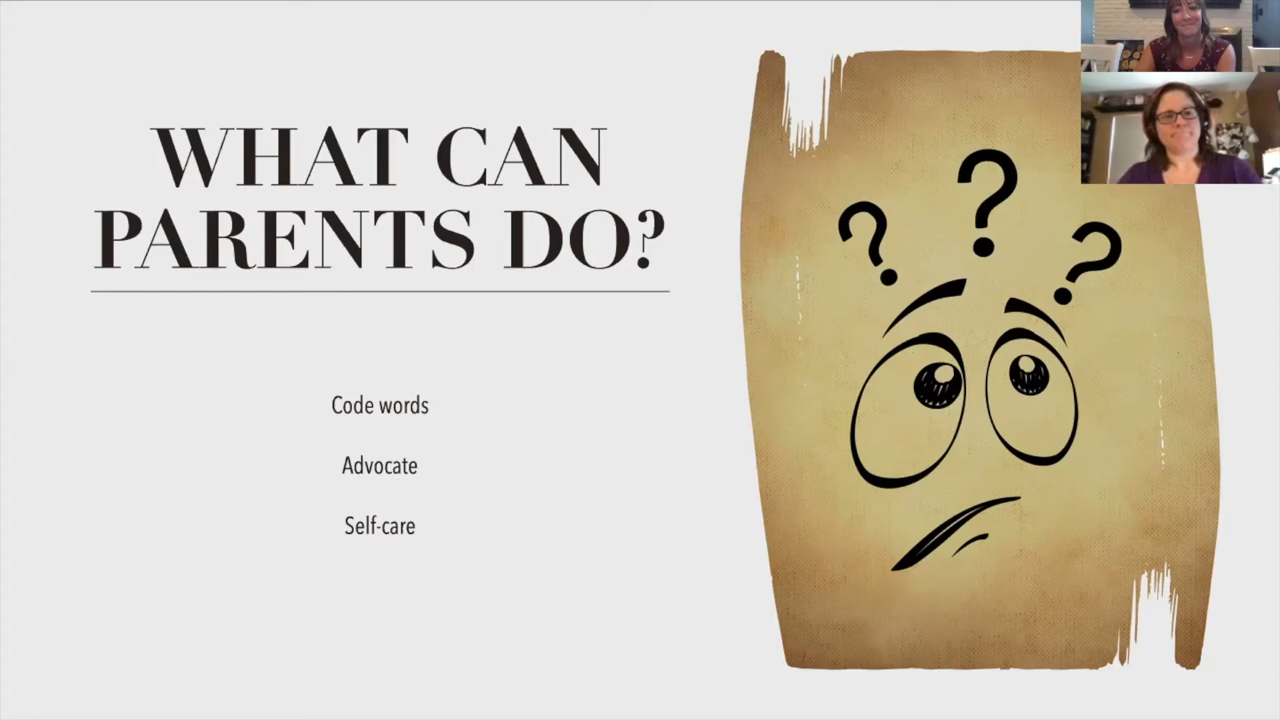 WHAT CAN
PARENTS DO?
Code words
Advocate
Self-care
? ? ?